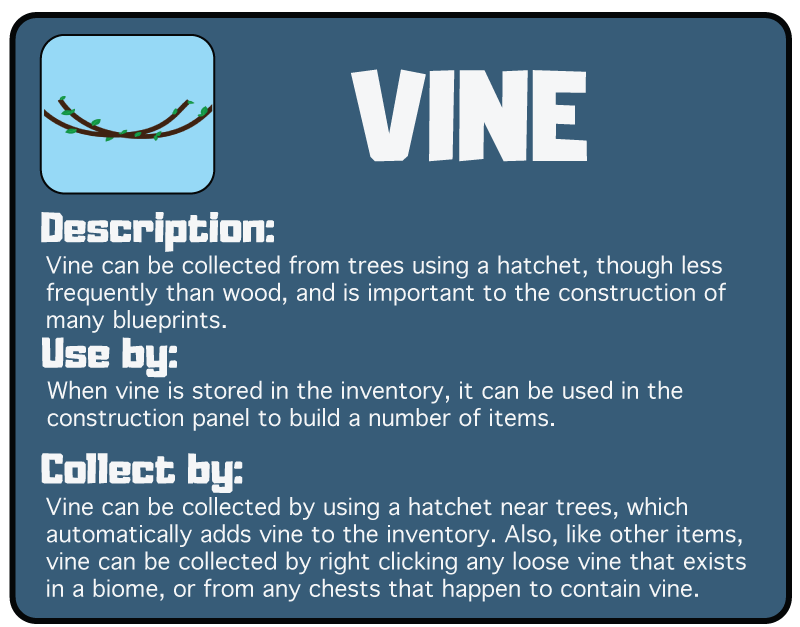 VINE
Description:
Vine can be collected from trees using a hatchet, though less
frequently than wood, and is important to the construction of
many blueprints.
Use by:
When vine is stored in the inventory, it can be used in the
construction panel to build a number of items.
Collect by:
Vine can be collected by using a hatchet near trees, which
automatically adds vine to the inventory. Also, like other items,
vine can be collected by right clicking any loose vine that exists
in a biome, or from any chests that happen to contain vine.